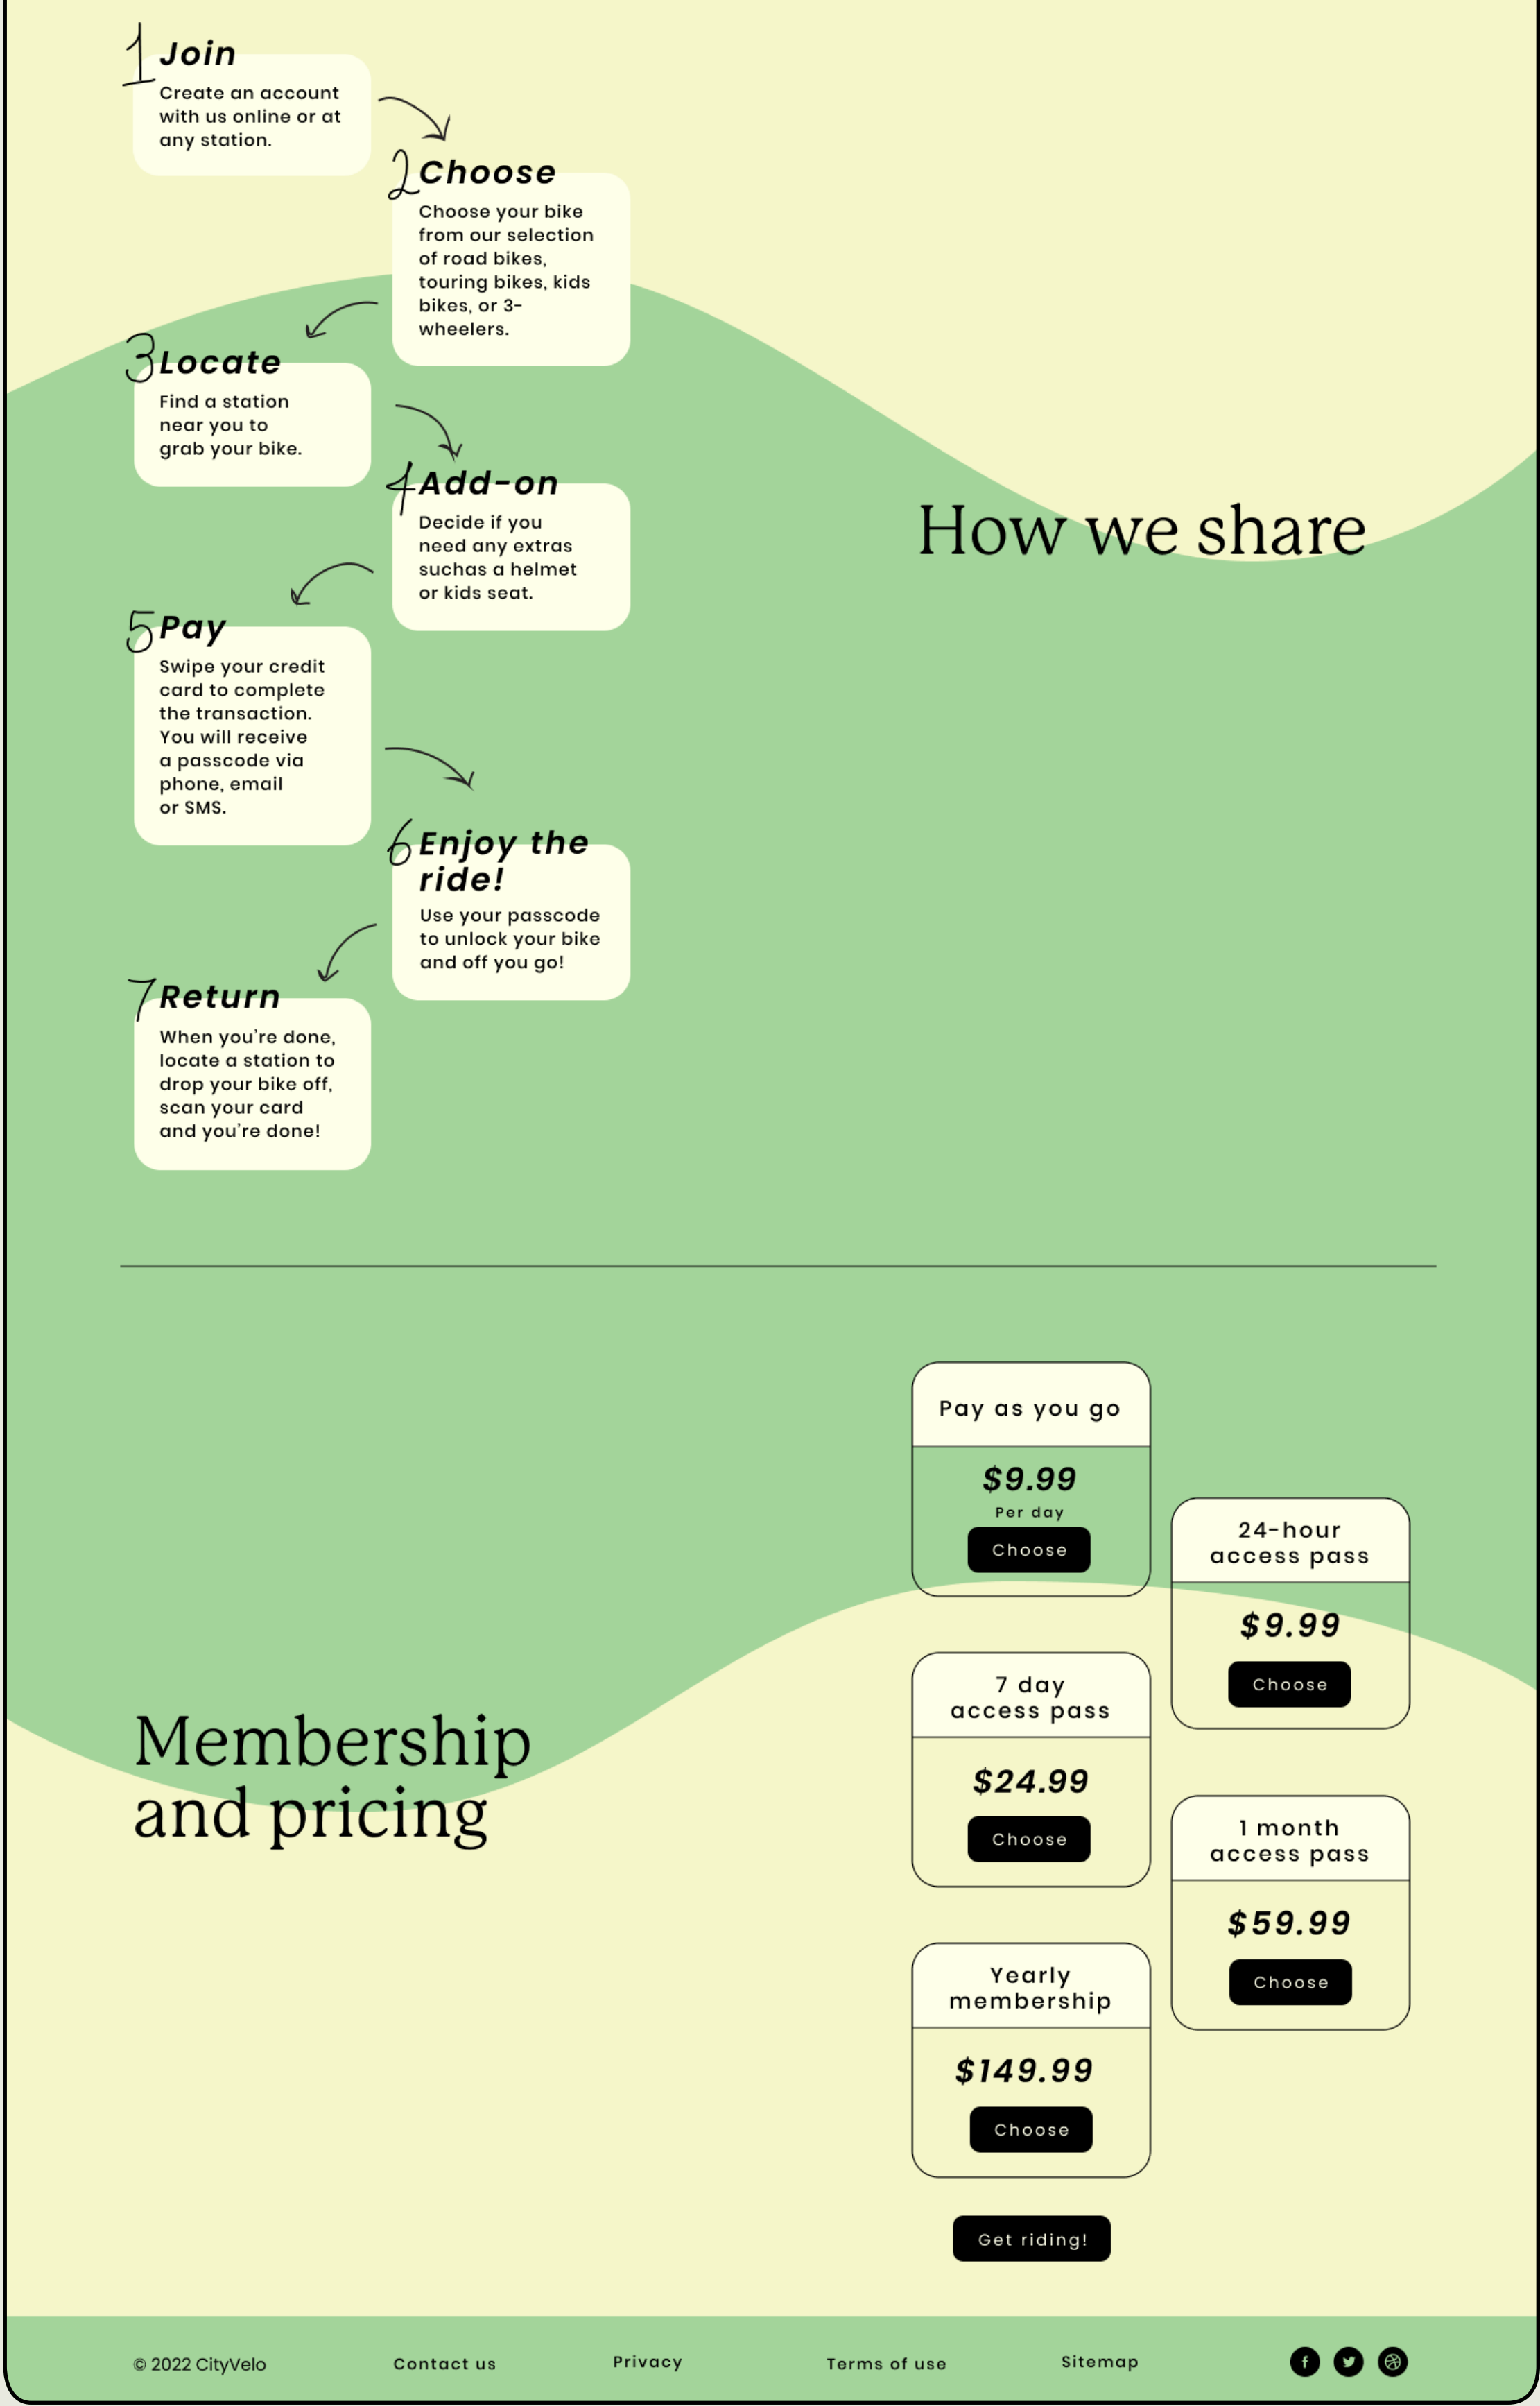 1 Join
Create an account
with us online or at
any station.
2 Choose
Choose your bike
from our selection
of road bikes,
touring bikes, kids
bikes, or 3-
wheelers.
3 Locate
Find a station
near you to
grab your bike.
4 Add-on
Decide if you
need any extras
suchas a helmet
or kids seat.
How we share
5 Pay
Swipe your credit
card to complete
the transaction.
You will receive
a passcode via
phone, email
or SMS.
6 Enjoy the
ride!
Use your passcode
to unlock your bike
and off you go!
7 Return
When you’re done,
locate a station to
drop your bike off,
scan your card
and you’re done!
Membership
and pricing
Pay as you go
$9.99
Per day
Choose
24-hour
access pass
$9.99
Choose
7 day
access pass
$24.99
Choose
1 month
access pass
$59.99
Choose
Yearly
membership
$149.99
Choose
Get riding!
© 2022 CityVelo
Contact us
Privacy
Terms of use
Sitemap